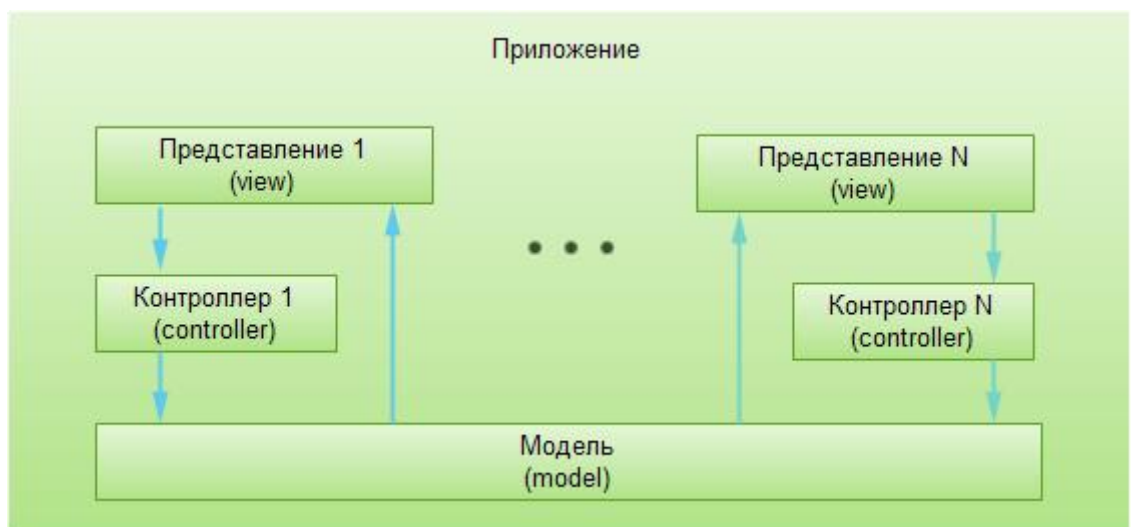 Приложение
Представление 1
(view)
Представление N
(view)
Контроллер 1
(controller)
Контроллер N
(controller)
Модель
(model)